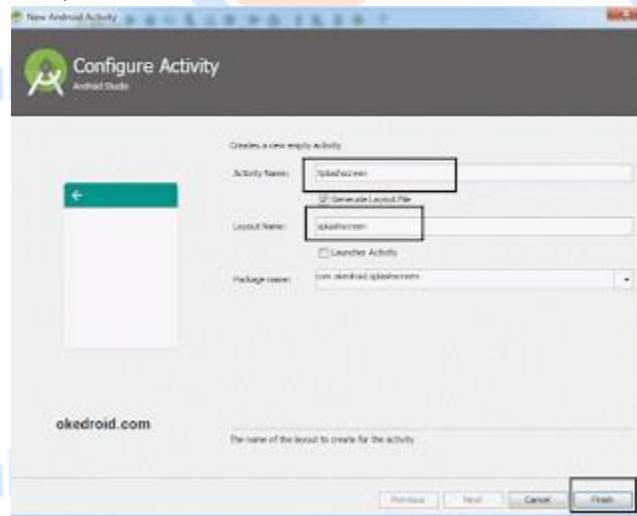 New Android Activity
Configure Activity
Android Studio
Creates a new empty activity
Activity Name: Splashscreen
Generate Layout File
Layout Name: splashscreen
Launcher Activity
Package name: com.okedroid.splashscreen
okedroid.com
The name of the layout to create for the activity
Previous Next Cancel Finish